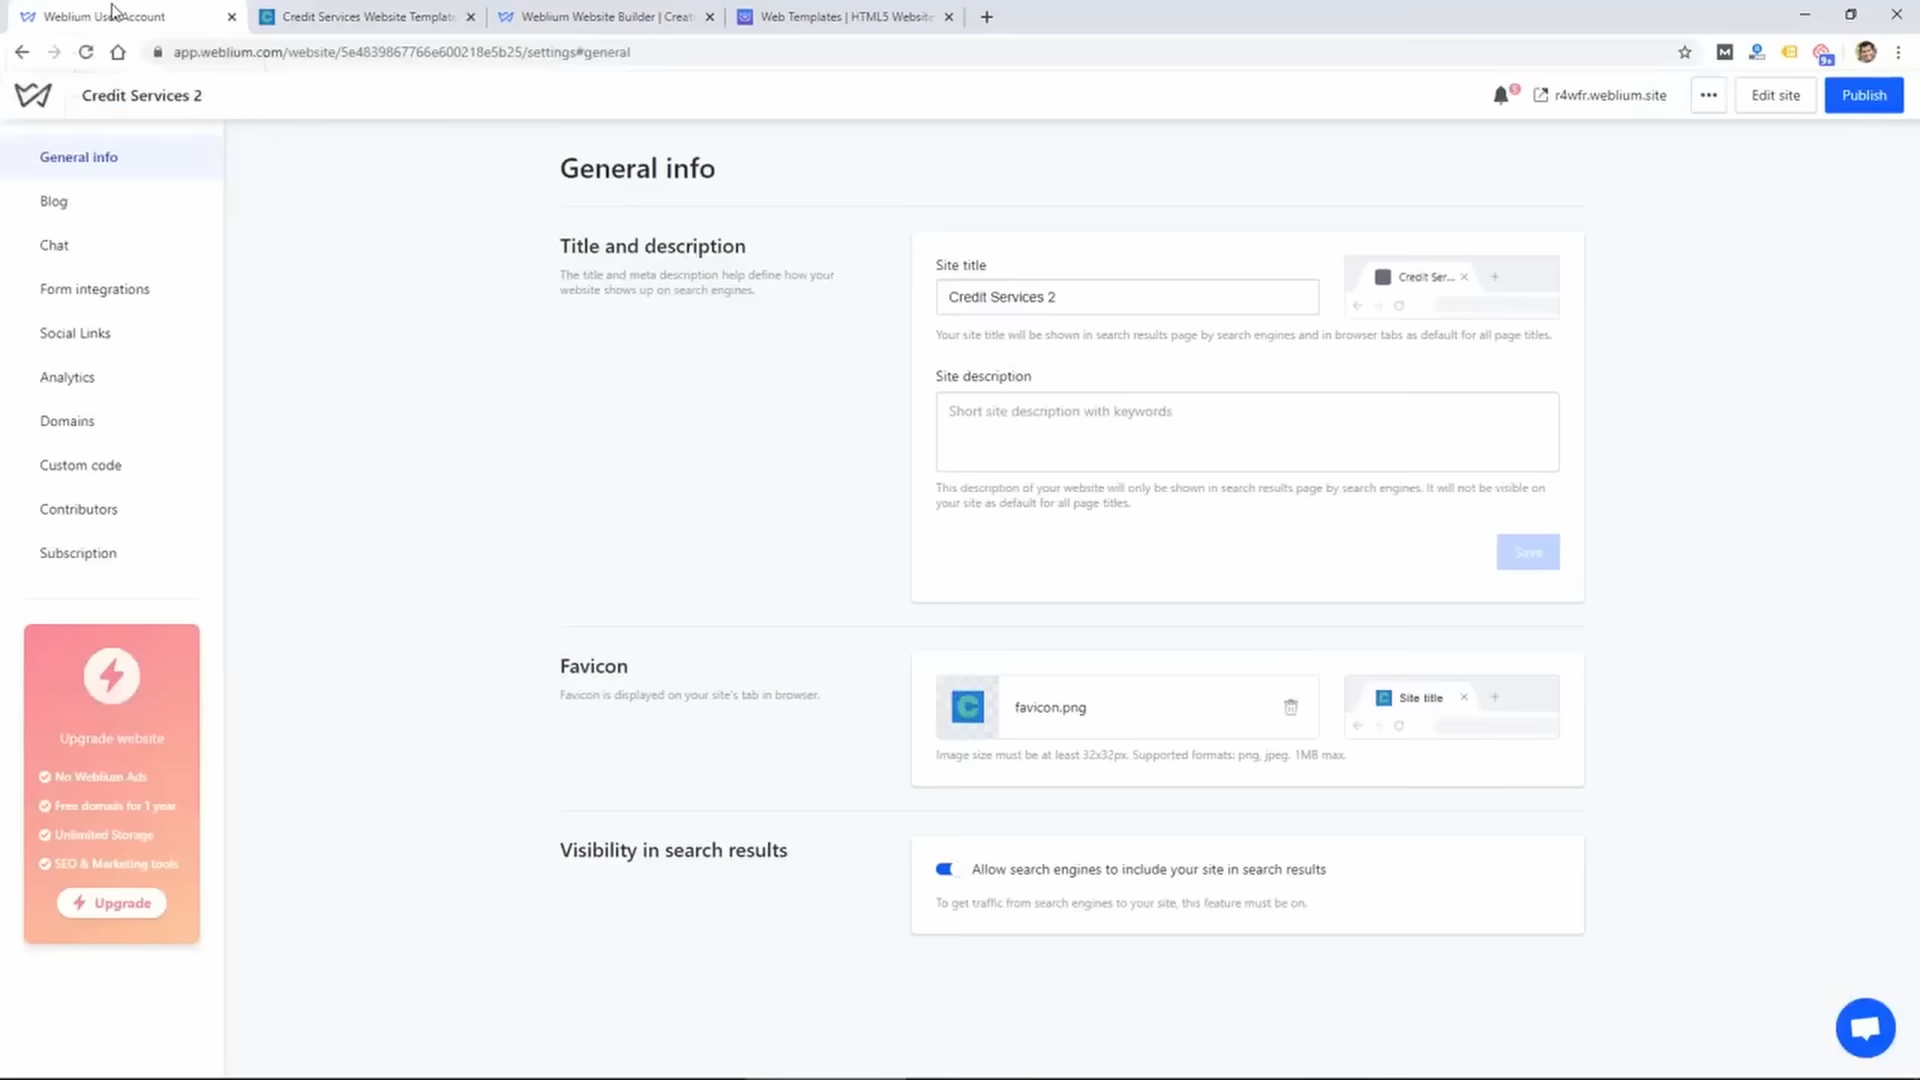 Weblium User Account
Credit Services Website Templat
Weblium Website Builder | Creat
Web Templates | HTML5 Website
app.weblium.com/website/5e4839867766e600218e5b25/settings#general
9+
Credit Services 2
5
r4wfr.weblium.site
Edit site
Publish
General info
Blog
Chat
Form integrations
Social Links
Analytics
Domains
Custom code
Contributors
Subscription
Upgrade website
No Weblium Ads
Free domain for 1 year
Unlimited Storage
SEO & Marketing tools
Upgrade
General info
Title and description
The title and meta description help define how your
website shows up on search engines.
Site title
Credit Services 2
Credit Ser...
Your site title will be shown in search results page by search engines and in browser tabs as default for all page titles.
Site description
Short site description with keywords
This description of your website will only be shown in search results page by search engines. It will not be visible on
your site as default for all page titles.
Save
Favicon
Favicon is displayed on your site's tab in browser.
C
favicon.png
C
Site title
Image size must be at least 32x32px. Supported formats: png, jpeg. 1MB max.
Visibility in search results
Allow search engines to include your site in search results
To get traffic from search engines to your site, this feature must be on.